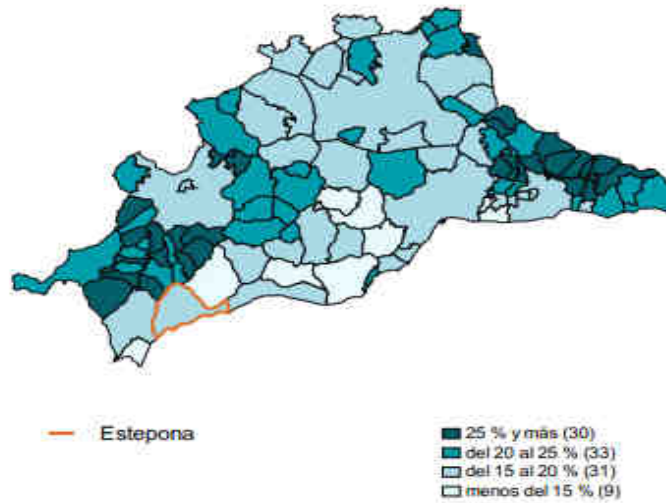 Estepona
25 % y más (30)
del 20 al 25 % (33)
del 15 al 20 % (31)
menos del 15 % (9)